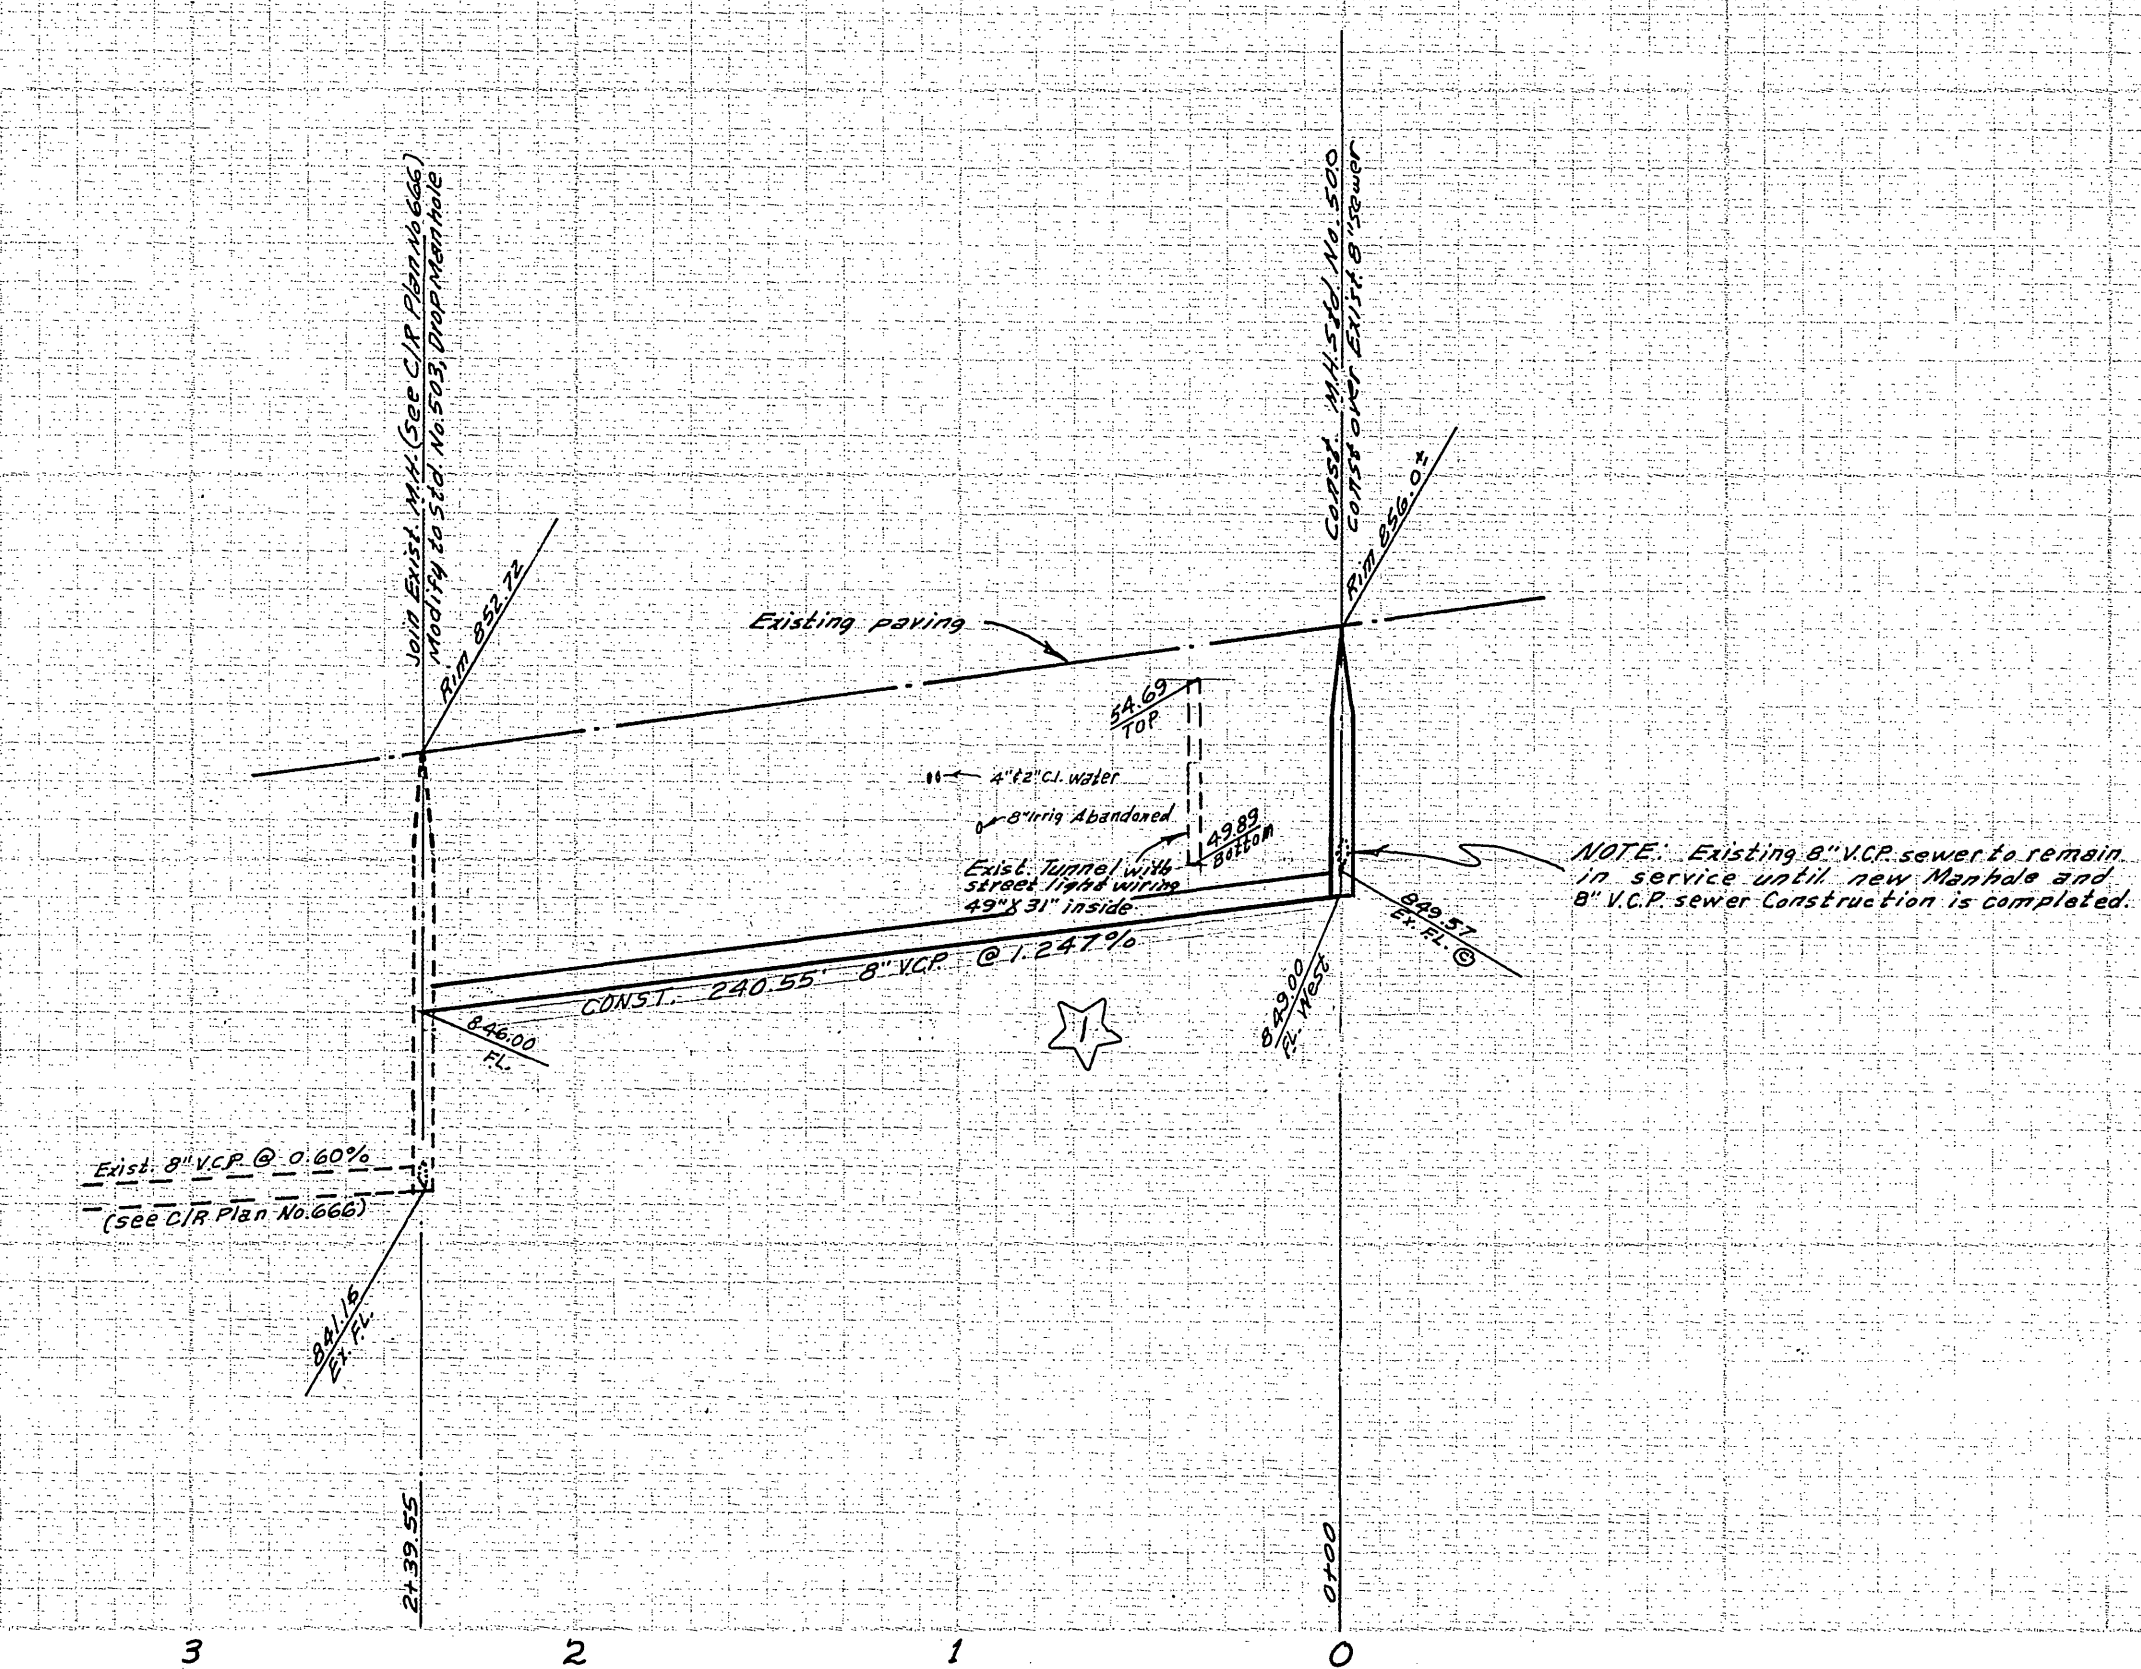 Join Exist. M.H. (see C/R Plan No 666)
Modify to Std. No. 503, Drop Manhole
Const. M.H. Std. No. 500
Const over Exist. 8" sewer
Rim 852.72
Rim 856.0±
Existing paving
54.69
TOP
4" & 2" C.I. water
8" Irrig Abandoned
49.89
Bottom
Exist. Tunnel with
street light wiring
49" X 31" inside
NOTE: Existing 8" V.C.P. sewer to remain
in service until new Manhole and
8" V.C.P. sewer Construction is completed.
849.57
Ex. F.L. ©
CONST. 240.55' 8" V.C.P. @ 1.247%
849.00
F.L. West
846.00
F.L.
1
Exist. 8" V.C.P. @ 0.60%
(see C/R Plan No. 666)
841.16
Ex. F.L.
2+39.55
0+00
3 2 1 0